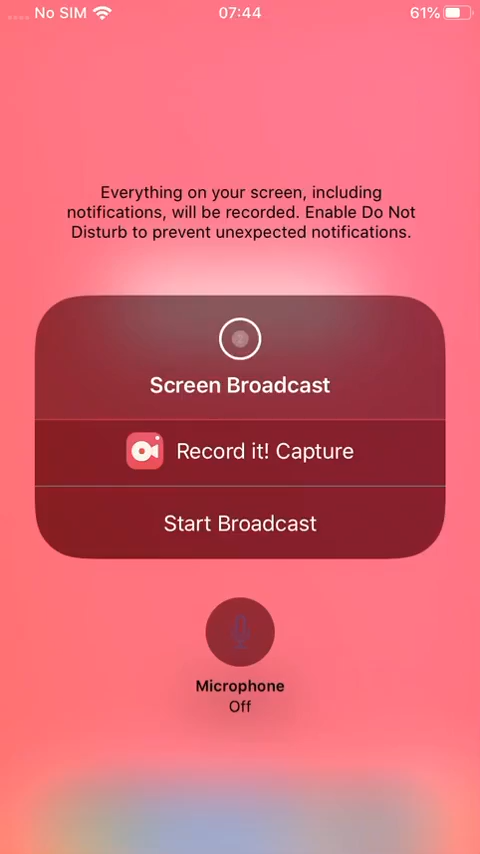 No SIM
07:44
61%
Everything on your screen, including
notifications, will be recorded. Enable Do Not
Disturb to prevent unexpected notifications.
Screen Broadcast
Record it! Capture
Start Broadcast
Microphone
Off